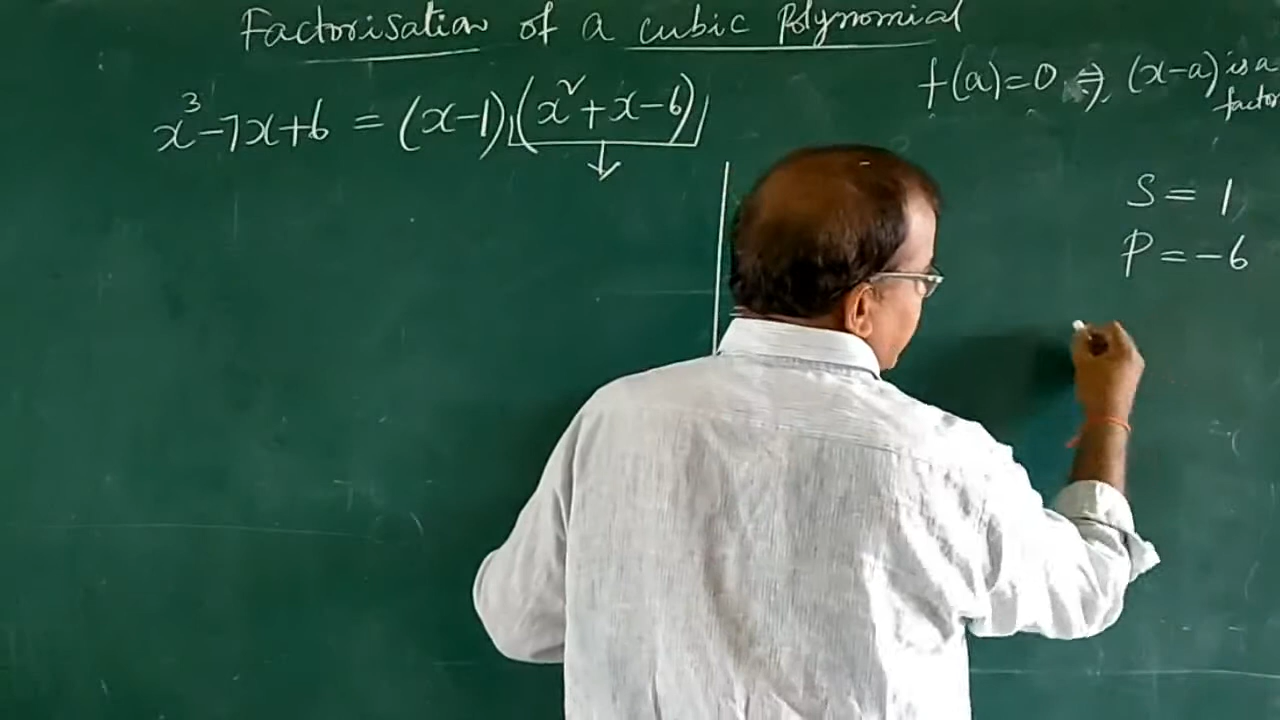 Factorisation of a cubic Polynomial
f(a)=0 ⇒ (x-a) is a factor
x³-7x+6 = (x-1)(x²+x-6)
↓
S = 1
P = -6